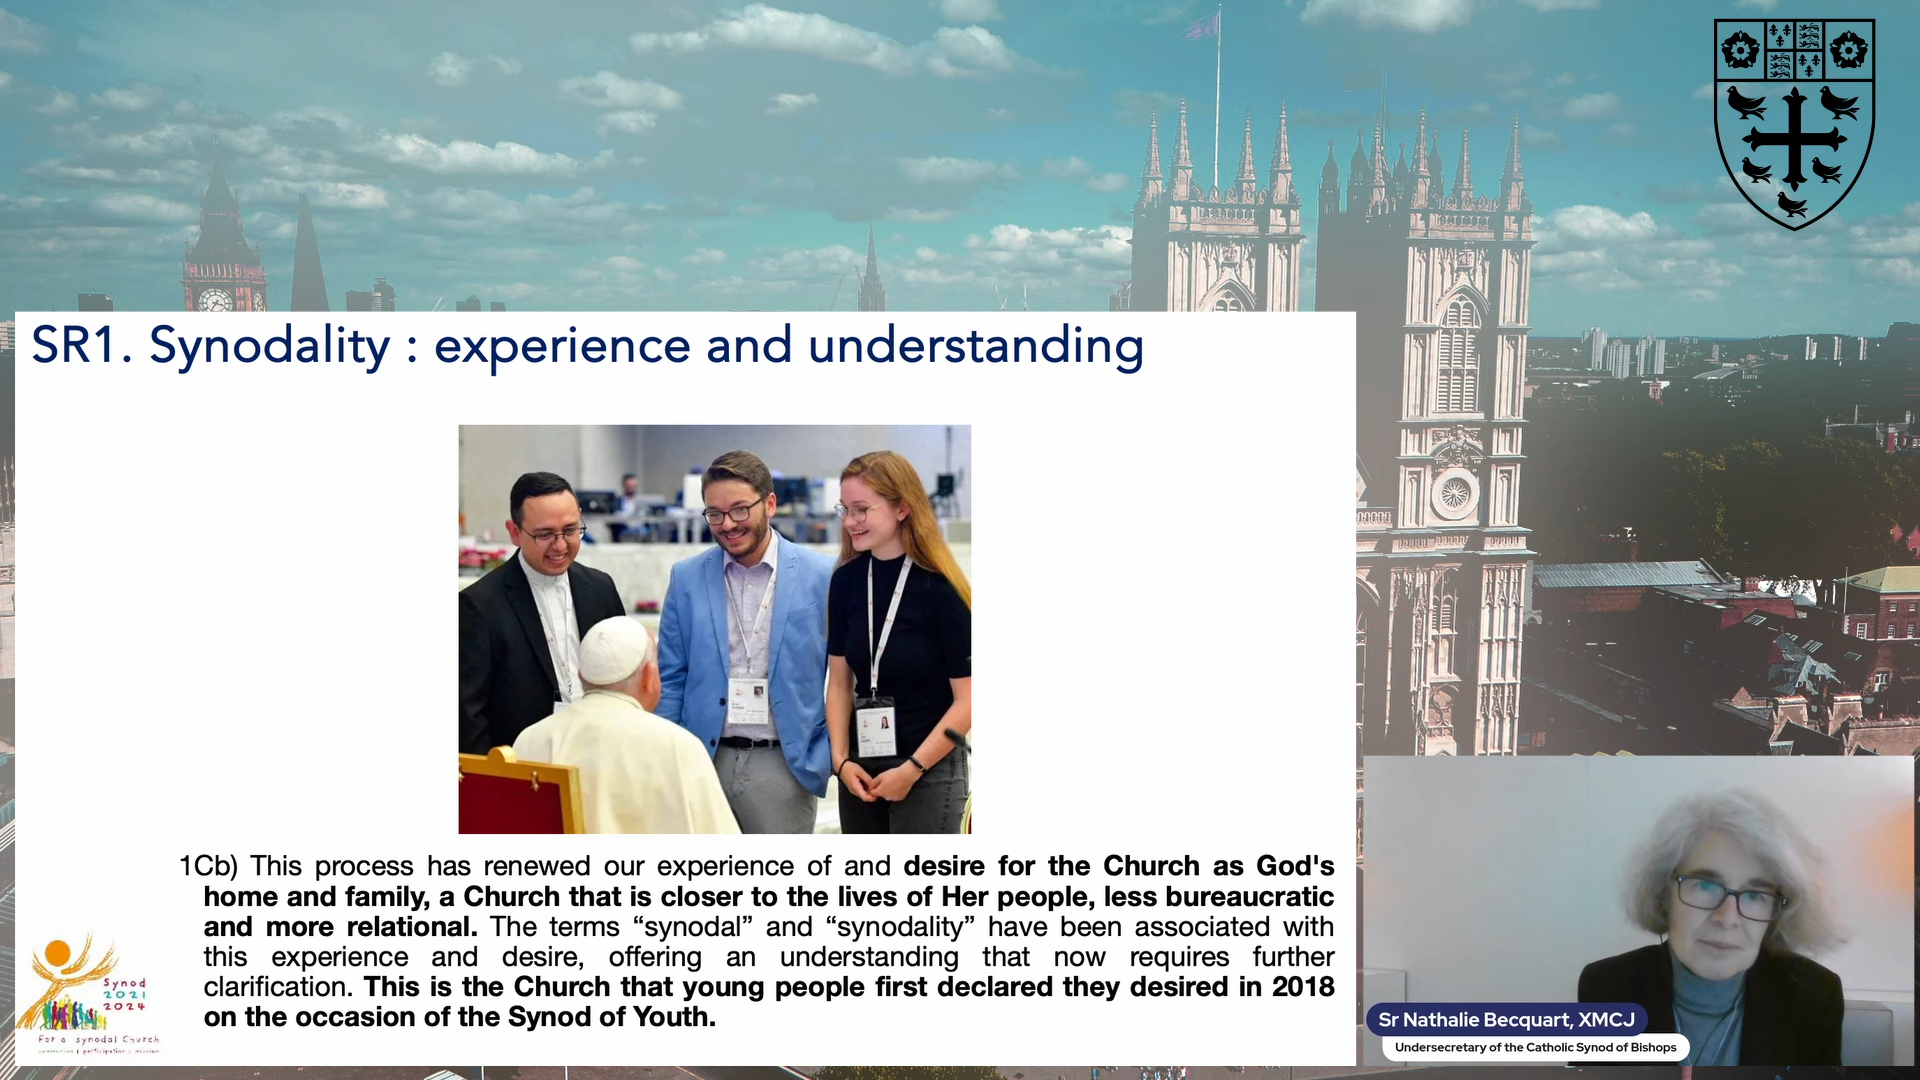 SR1. Synodality : experience and understanding
1Cb) This process has renewed our experience of and desire for the Church as God's
home and family, a Church that is closer to the lives of Her people, less bureaucratic
and more relational. The terms “synodal” and “synodality” have been associated with
this experience and desire, offering an understanding that now requires further
clarification. This is the Church that young people first declared they desired in 2018
on the occasion of the Synod of Youth.
Synod
2021
2024
For a synodal Church
communion | participation | mission
Sr Nathalie Becquart, XMCJ
Undersecretary of the Catholic Synod of Bishops